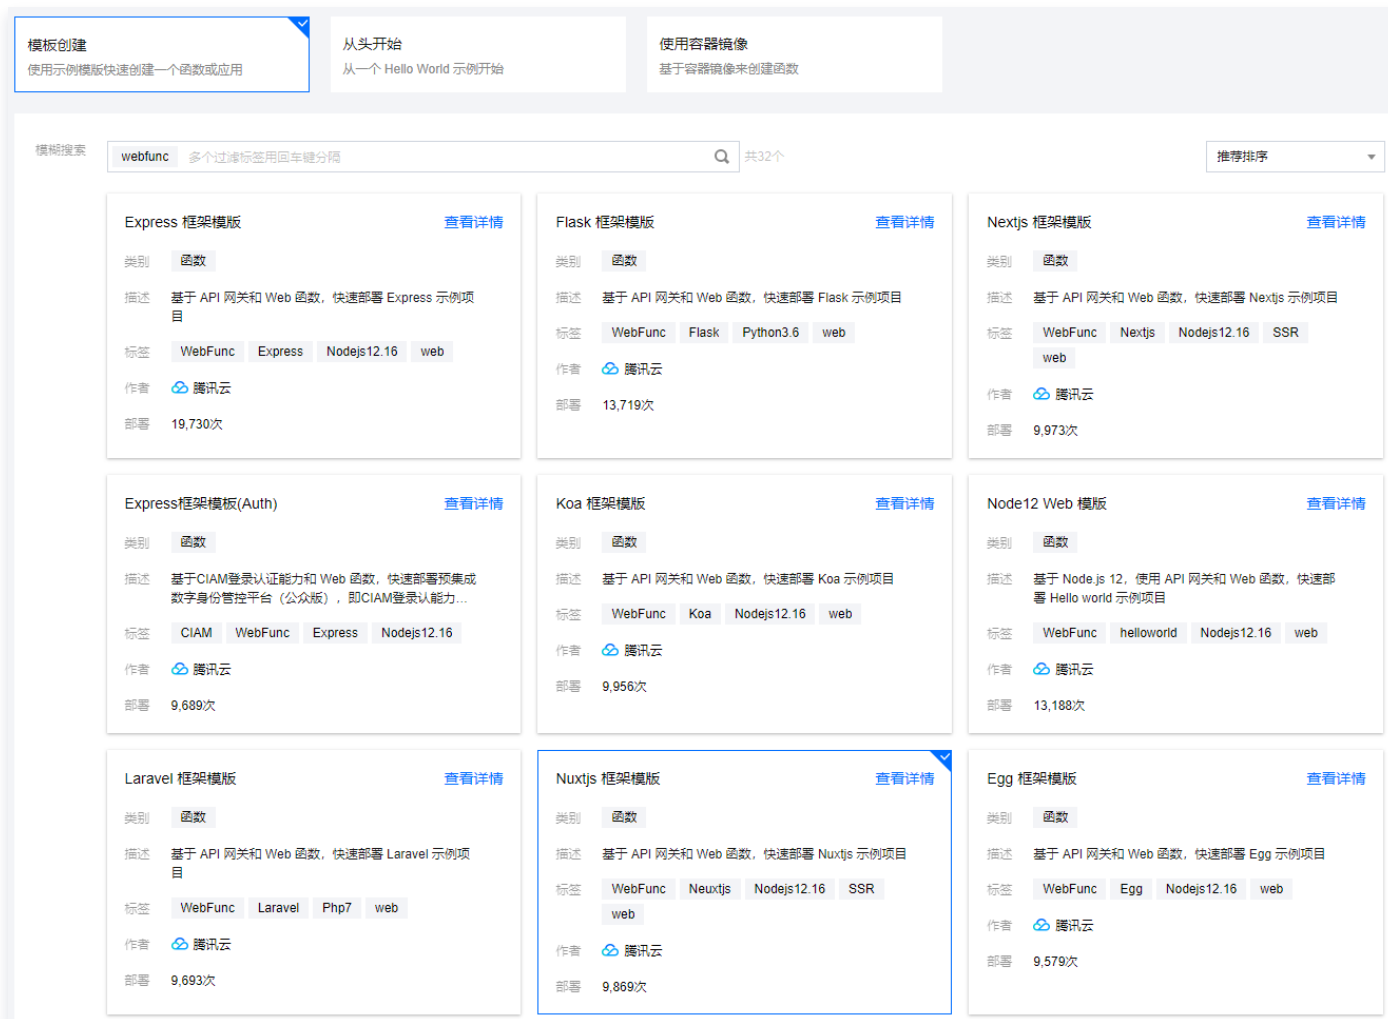 模板创建
使用示例模版快速创建一个函数或应用
从头开始
从一个 Hello World 示例开始
使用容器镜像
基于容器镜像来创建函数
模糊搜索
webfunc 多个过滤标签用回车键分隔
共32个
推荐排序
Express 框架模版 查看详情
类别 函数
描述 基于 API 网关和 Web 函数，快速部署 Express 示例项
目
标签 WebFunc Express Nodejs12.16 web
作者 腾讯云
部署 19,730次
Flask 框架模版 查看详情
类别 函数
描述 基于 API 网关和 Web 函数，快速部署 Flask 示例项目
标签 WebFunc Flask Python3.6 web
作者 腾讯云
部署 13,719次
Nextjs 框架模版 查看详情
类别 函数
描述 基于 API 网关和 Web 函数，快速部署 Nextjs 示例项目
标签 WebFunc Nextjs Nodejs12.16 SSR
web
作者 腾讯云
部署 9,973次
Express框架模板(Auth) 查看详情
类别 函数
描述 基于CIAM登录认证能力和 Web 函数，快速部署预集成
数字身份管控平台（公众版），即CIAM登录认证能力...
标签 CIAM WebFunc Express Nodejs12.16
作者 腾讯云
部署 9,689次
Koa 框架模版 查看详情
类别 函数
描述 基于 API 网关和 Web 函数，快速部署 Koa 示例项目
标签 WebFunc Koa Nodejs12.16 web
作者 腾讯云
部署 9,956次
Node12 Web 模版 查看详情
类别 函数
描述 基于 Node.js 12，使用 API 网关和 Web 函数，快速部
署 Hello world 示例项目
标签 WebFunc helloworld Nodejs12.16 web
作者 腾讯云
部署 13,188次
Laravel 框架模版 查看详情
类别 函数
描述 基于 API 网关和 Web 函数，快速部署 Laravel 示例项
目
标签 WebFunc Laravel Php7 web
作者 腾讯云
部署 9,693次
Nuxtjs 框架模版 查看详情
类别 函数
描述 基于 API 网关和 Web 函数，快速部署 Nuxtjs 示例项目
标签 WebFunc Neuxtjs Nodejs12.16 SSR
web
作者 腾讯云
部署 9,869次
Egg 框架模版 查看详情
类别 函数
描述 基于 API 网关和 Web 函数，快速部署 Egg 示例项目
标签 WebFunc Egg Nodejs12.16 web
作者 腾讯云
部署 9,579次